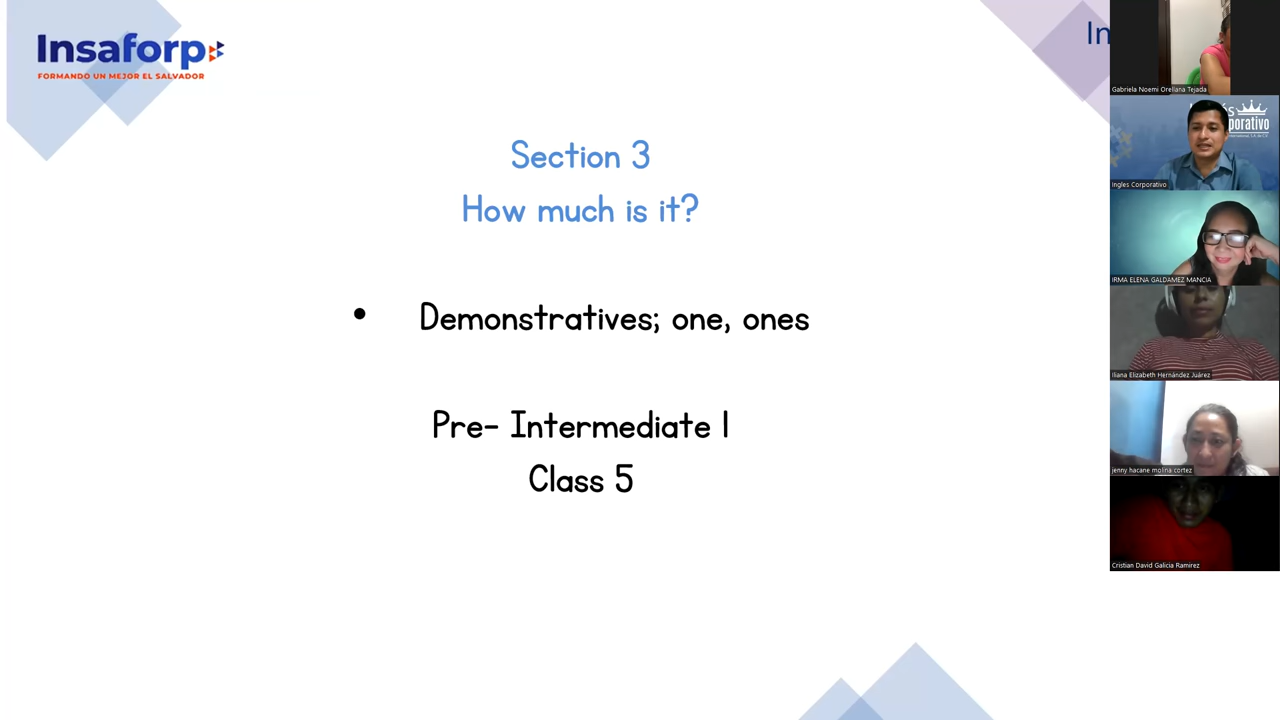 Insaforp
FORMANDO UN MEJOR EL SALVADOR
In
Section 3
How much is it?
• Demonstratives; one, ones
Pre- Intermediate 1
Class 5
Gabriela Noemi Orellana Tejada
Ingles Corporativo
IRMA ELENA GALDAMEZ MANCIA
Iliana Elizabeth Hernández Juárez
jenny hacane molina cortez
Cristian David Galicia Ramirez